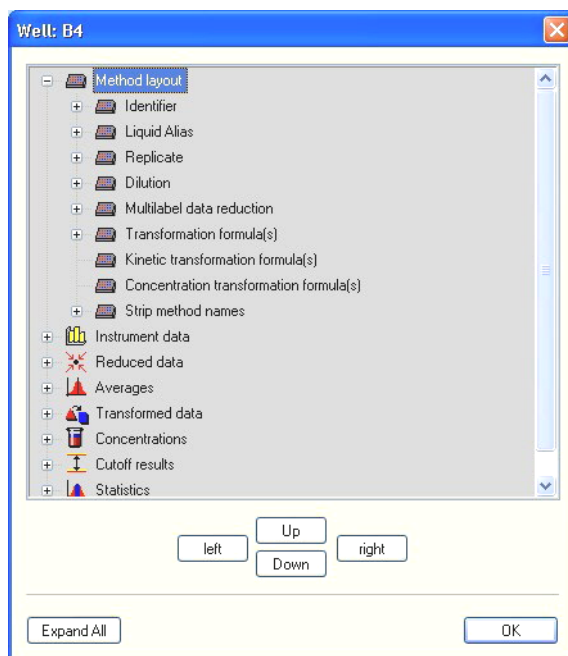 Well: B4
Method layout
Identifier
Liquid Alias
Replicate
Dilution
Multilabel data reduction
Transformation formula(s)
Kinetic transformation formula(s)
Concentration transformation formula(s)
Strip method names
Instrument data
Reduced data
Averages
Transformed data
Concentrations
Cutoff results
Statistics
Up
left
right
Down
Expand All
OK